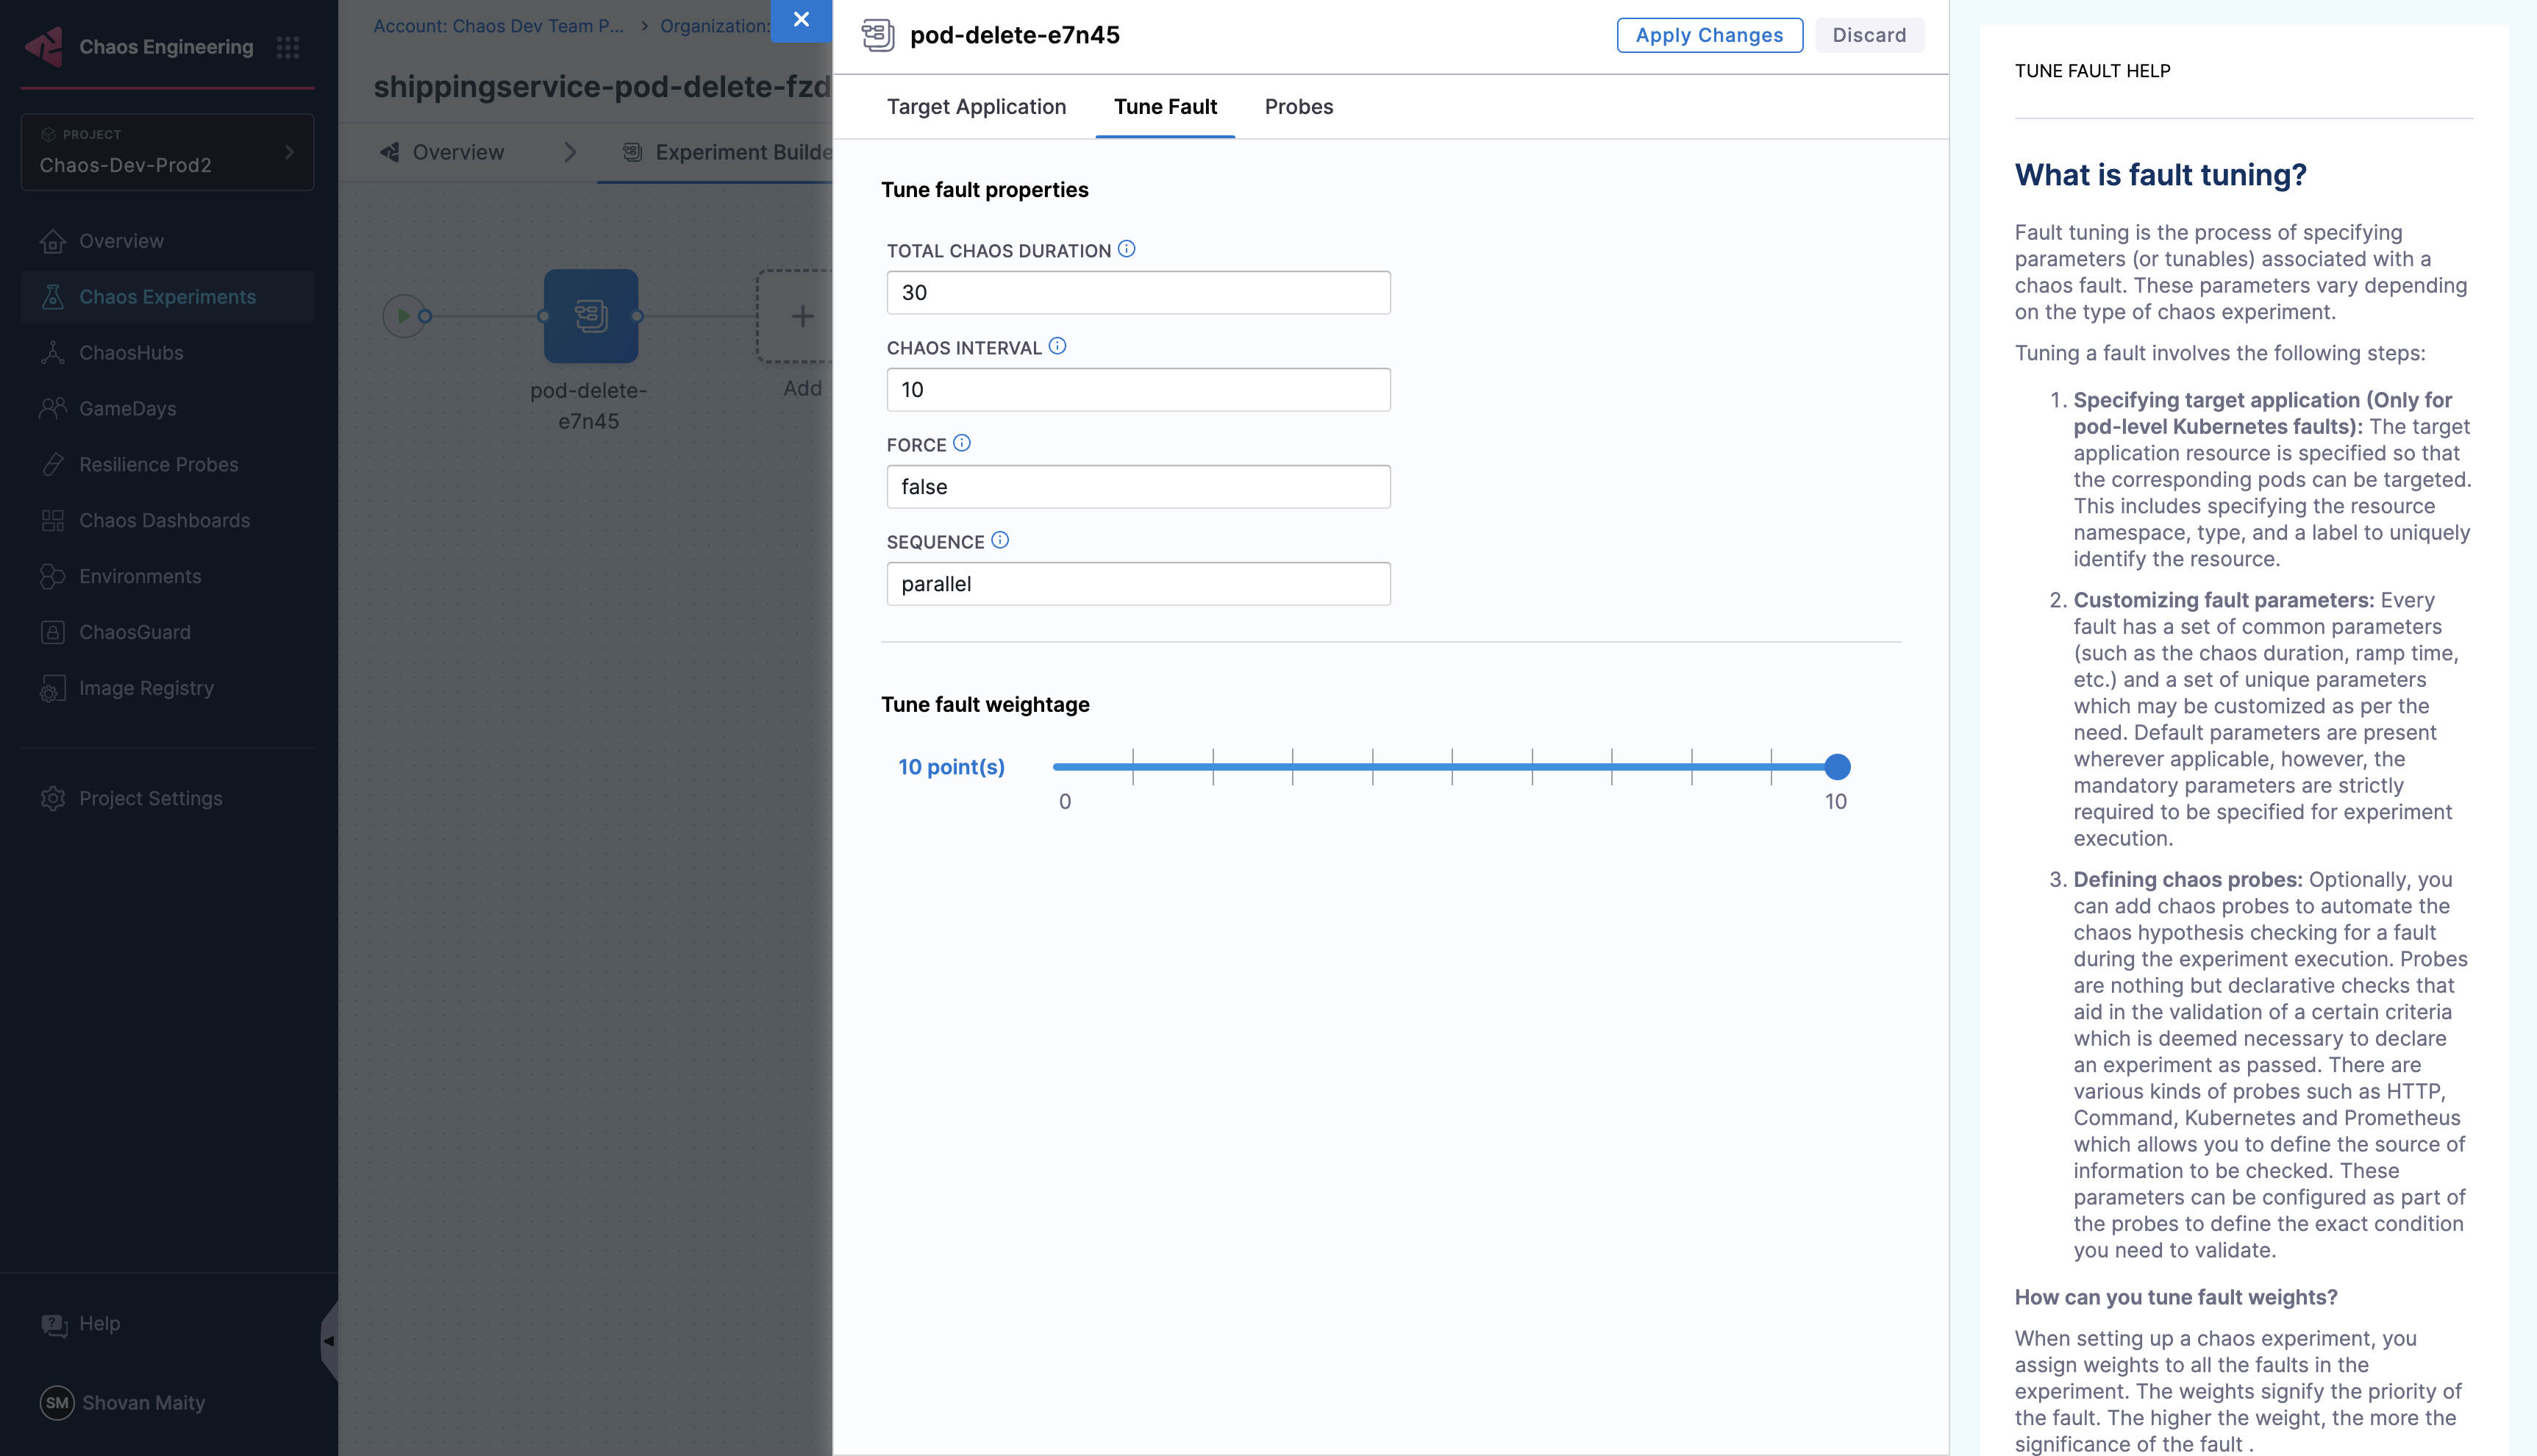 Chaos Engineering
PROJECT
Chaos-Dev-Prod2
Overview
Chaos Experiments
ChaosHubs
GameDays
Resilience Probes
Chaos Dashboards
Environments
ChaosGuard
Image Registry
Project Settings
Help
SM Shovan Maity
Account: Chaos Dev Team P... > Organization:
shippingservice-pod-delete-fzd
Overview
Experiment Builde
pod-delete-
e7n45
Add
pod-delete-e7n45
Apply Changes
Discard
Target Application
Tune Fault
Probes
Tune fault properties
TOTAL CHAOS DURATION
30
CHAOS INTERVAL
10
FORCE
false
SEQUENCE
parallel
Tune fault weightage
10 point(s)
0
10
TUNE FAULT HELP
What is fault tuning?
Fault tuning is the process of specifying
parameters (or tunables) associated with a
chaos fault. These parameters vary depending
on the type of chaos experiment.
Tuning a fault involves the following steps:
1. Specifying target application (Only for
pod-level Kubernetes faults): The target
application resource is specified so that
the corresponding pods can be targeted.
This includes specifying the resource
namespace, type, and a label to uniquely
identify the resource.
2. Customizing fault parameters: Every
fault has a set of common parameters
(such as the chaos duration, ramp time,
etc.) and a set of unique parameters
which may be customized as per the
need. Default parameters are present
wherever applicable, however, the
mandatory parameters are strictly
required to be specified for experiment
execution.
3. Defining chaos probes: Optionally, you
can add chaos probes to automate the
chaos hypothesis checking for a fault
during the experiment execution. Probes
are nothing but declarative checks that
aid in the validation of a certain criteria
which is deemed necessary to declare
an experiment as passed. There are
various kinds of probes such as HTTP,
Command, Kubernetes and Prometheus
which allows you to define the source of
information to be checked. These
parameters can be configured as part of
the probes to define the exact condition
you need to validate.
How can you tune fault weights?
When setting up a chaos experiment, you
assign weights to all the faults in the
experiment. The weights signify the priority of
the fault. The higher the weight, the more the
significance of the fault .